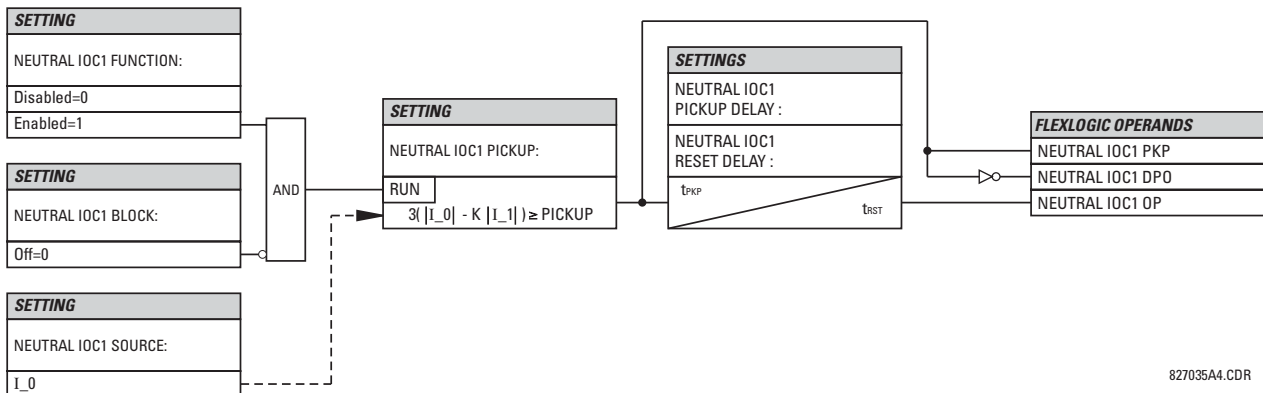 SETTING
NEUTRAL IOC1 FUNCTION:
Disabled=0
Enabled=1
SETTING
NEUTRAL IOC1 BLOCK:
Off=0
SETTING
NEUTRAL IOC1 SOURCE:
I_0
AND
SETTING
NEUTRAL IOC1 PICKUP:
RUN
3( |I_0| - K |I_1| ) ≥ PICKUP
SETTINGS
NEUTRAL IOC1
PICKUP DELAY :
NEUTRAL IOC1
RESET DELAY :
tPKP
tRST
FLEXLOGIC OPERANDS
NEUTRAL IOC1 PKP
NEUTRAL IOC1 DPO
NEUTRAL IOC1 OP
827035A4.CDR